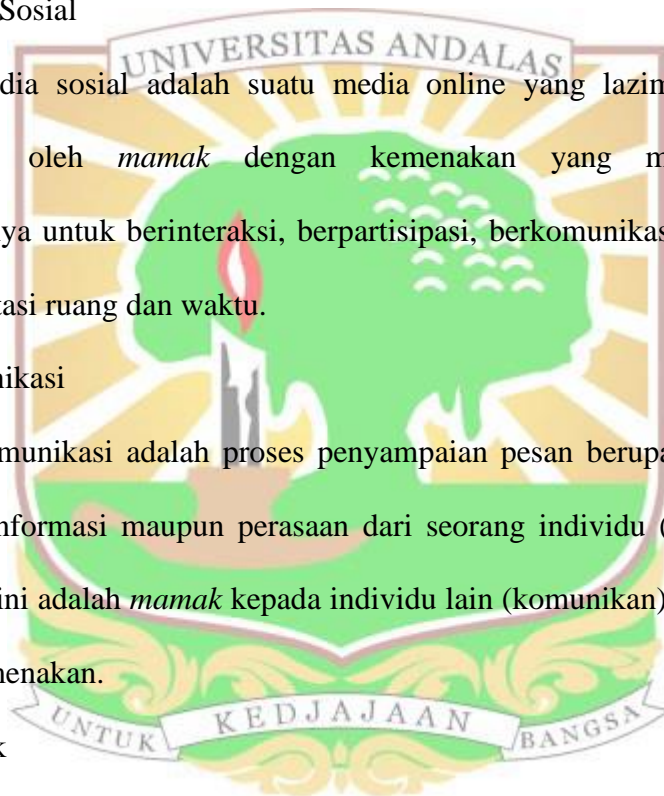 Sosial
UNIVERSITAS ANDALAS
dia sosial adalah suatu media online yang lazim
oleh mamak dengan kemenakan yang m
ya untuk berinteraksi, berpartisipasi, berkomunikas
tasi ruang dan waktu.
nikasi
munikasi adalah proses penyampaian pesan berupa
nformasi maupun perasaan dari seorang individu (
ini adalah mamak kepada individu lain (komunikan)
menakan.
UNTUK KEDJAJAAN BANGSA
k